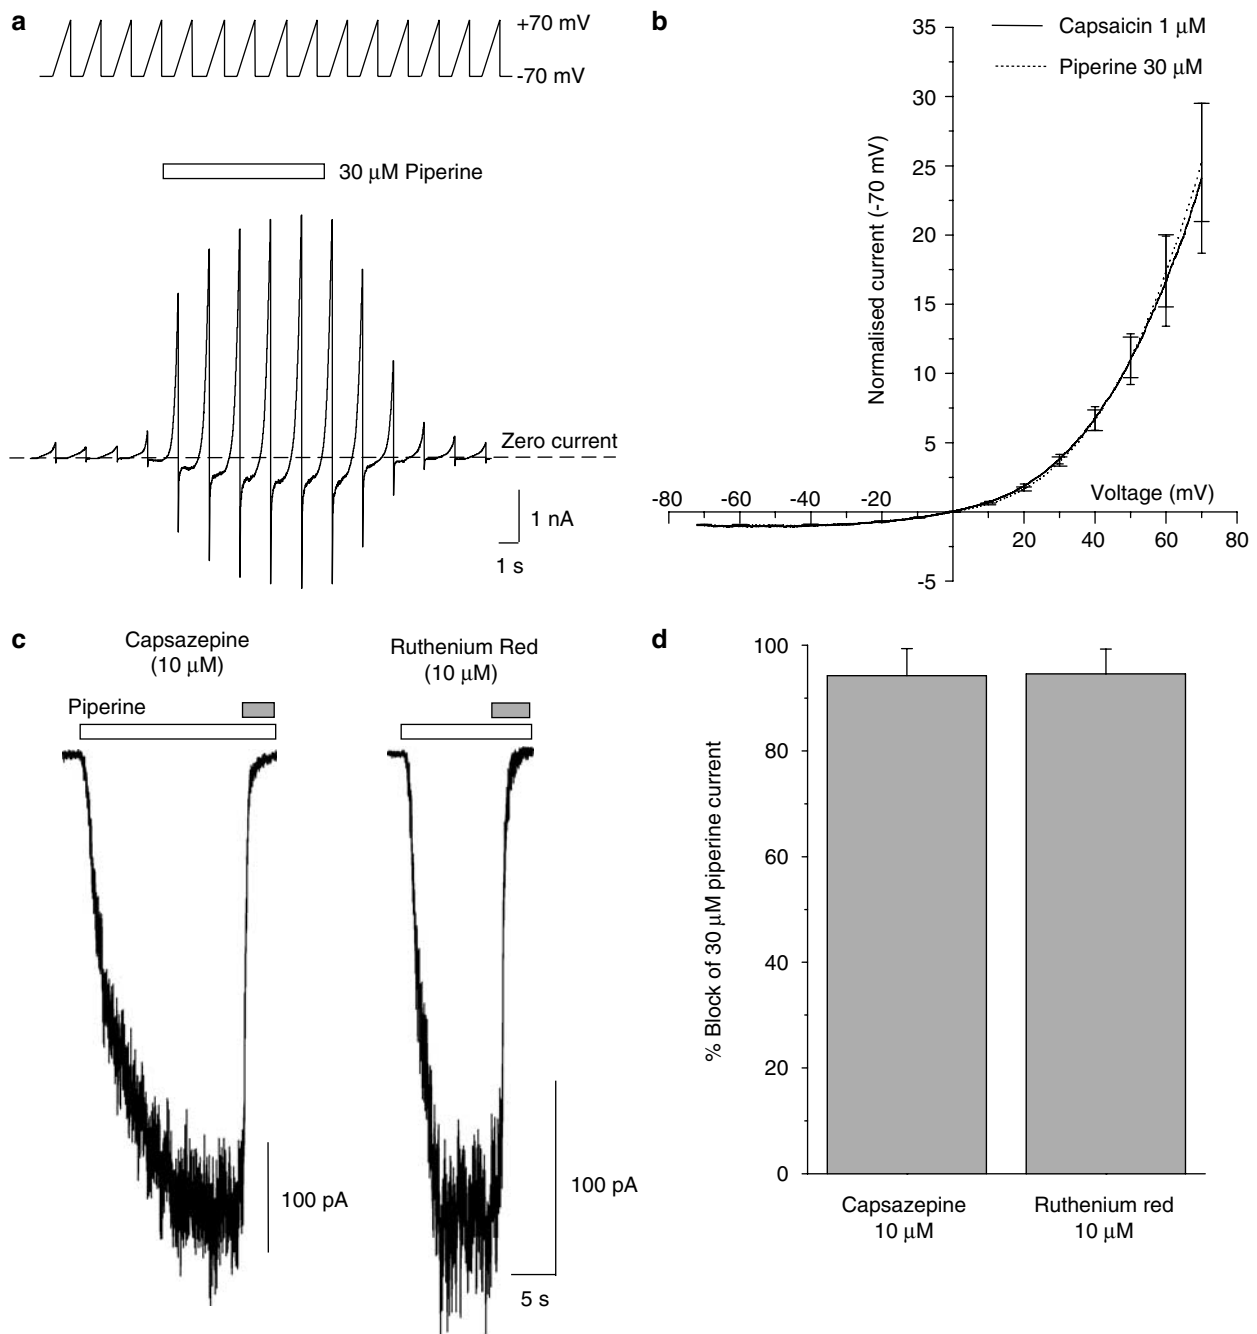 a
+70 mV
-70 mV
30 μM Piperine
Zero current
1 nA
1 s
b
Capsaicin 1 μM
Piperine 30 μM
Normalised current (-70 mV)
35
30
25
20
15
10
5
-5
Voltage (mV)
-80 -60 -40 -20
20 40 60 80
c
Capsazepine
(10 μM)
Ruthenium Red
(10 μM)
Piperine
100 pA
100 pA
5 s
d
% Block of 30 μM piperine current
100
80
60
40
20
0
Capsazepine
10 μM
Ruthenium red
10 μM